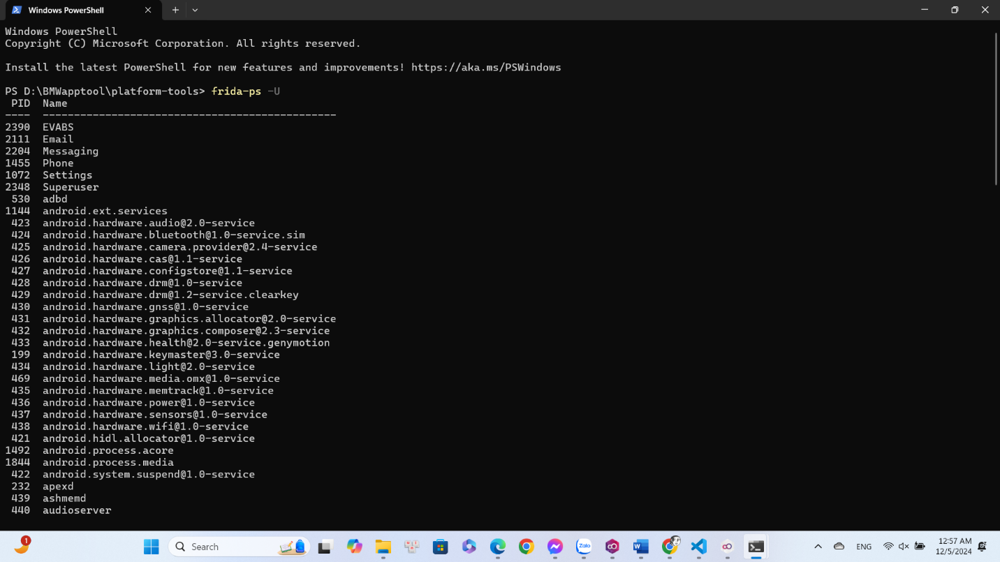 Windows PowerShell
Windows PowerShell
Copyright (C) Microsoft Corporation. All rights reserved.
Install the latest PowerShell for new features and improvements! https://aka.ms/PSWindows
PS D:\BMWapptool\platform-tools> frida-ps -U
PID Name
---- -----------------------------------------------
2390 EVABS
2111 Email
2204 Messaging
1455 Phone
1072 Settings
2348 Superuser
530 adbd
1144 android.ext.services
423 android.hardware.audio@2.0-service
424 android.hardware.bluetooth@1.0-service.sim
425 android.hardware.camera.provider@2.4-service
426 android.hardware.cas@1.1-service
427 android.hardware.configstore@1.1-service
428 android.hardware.drm@1.0-service
429 android.hardware.drm@1.2-service.clearkey
430 android.hardware.gnss@1.0-service
431 android.hardware.graphics.allocator@2.0-service
432 android.hardware.graphics.composer@2.3-service
433 android.hardware.health@2.0-service.genymotion
199 android.hardware.keymaster@3.0-service
434 android.hardware.light@2.0-service
469 android.hardware.media.omx@1.0-service
435 android.hardware.memtrack@1.0-service
436 android.hardware.power@1.0-service
437 android.hardware.sensors@1.0-service
438 android.hardware.wifi@1.0-service
421 android.hidl.allocator@1.0-service
1492 android.process.acore
1844 android.process.media
422 android.system.suspend@1.0-service
232 apexd
439 ashmemd
440 audioserver
1
Search
Zalo
ENG
12:57 AM
12/5/2024